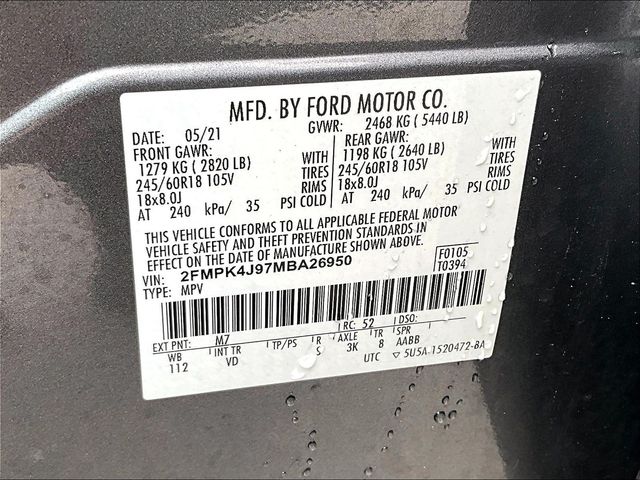 MFD. BY FORD MOTOR CO.
DATE: 05/21 GVWR: 2468 KG ( 5440 LB)
FRONT GAWR: REAR GAWR:
1279 KG ( 2820 LB) WITH 1198 KG ( 2640 LB) WITH
245/60R18 105V TIRES 245/60R18 105V TIRES
18x8.0J RIMS 18x8.0J RIMS
AT 240 kPa/ 35 PSI COLD AT 240 kPa/ 35 PSI COLD
THIS VEHICLE CONFORMS TO ALL APPLICABLE FEDERAL MOTOR
VEHICLE SAFETY AND THEFT PREVENTION STANDARDS IN
EFFECT ON THE DATE OF MANUFACTURE SHOWN ABOVE.
VIN: 2FMPK4J97MBA26950 F0105
TYPE: MPV T0394
EXT PNT: M7 RC: 52 DSO:
WB INT TR TP/PS R AXLE TR SPR
112 VD S 3K 8 AABB
UTC ▽ 5U5A-1520472-BA